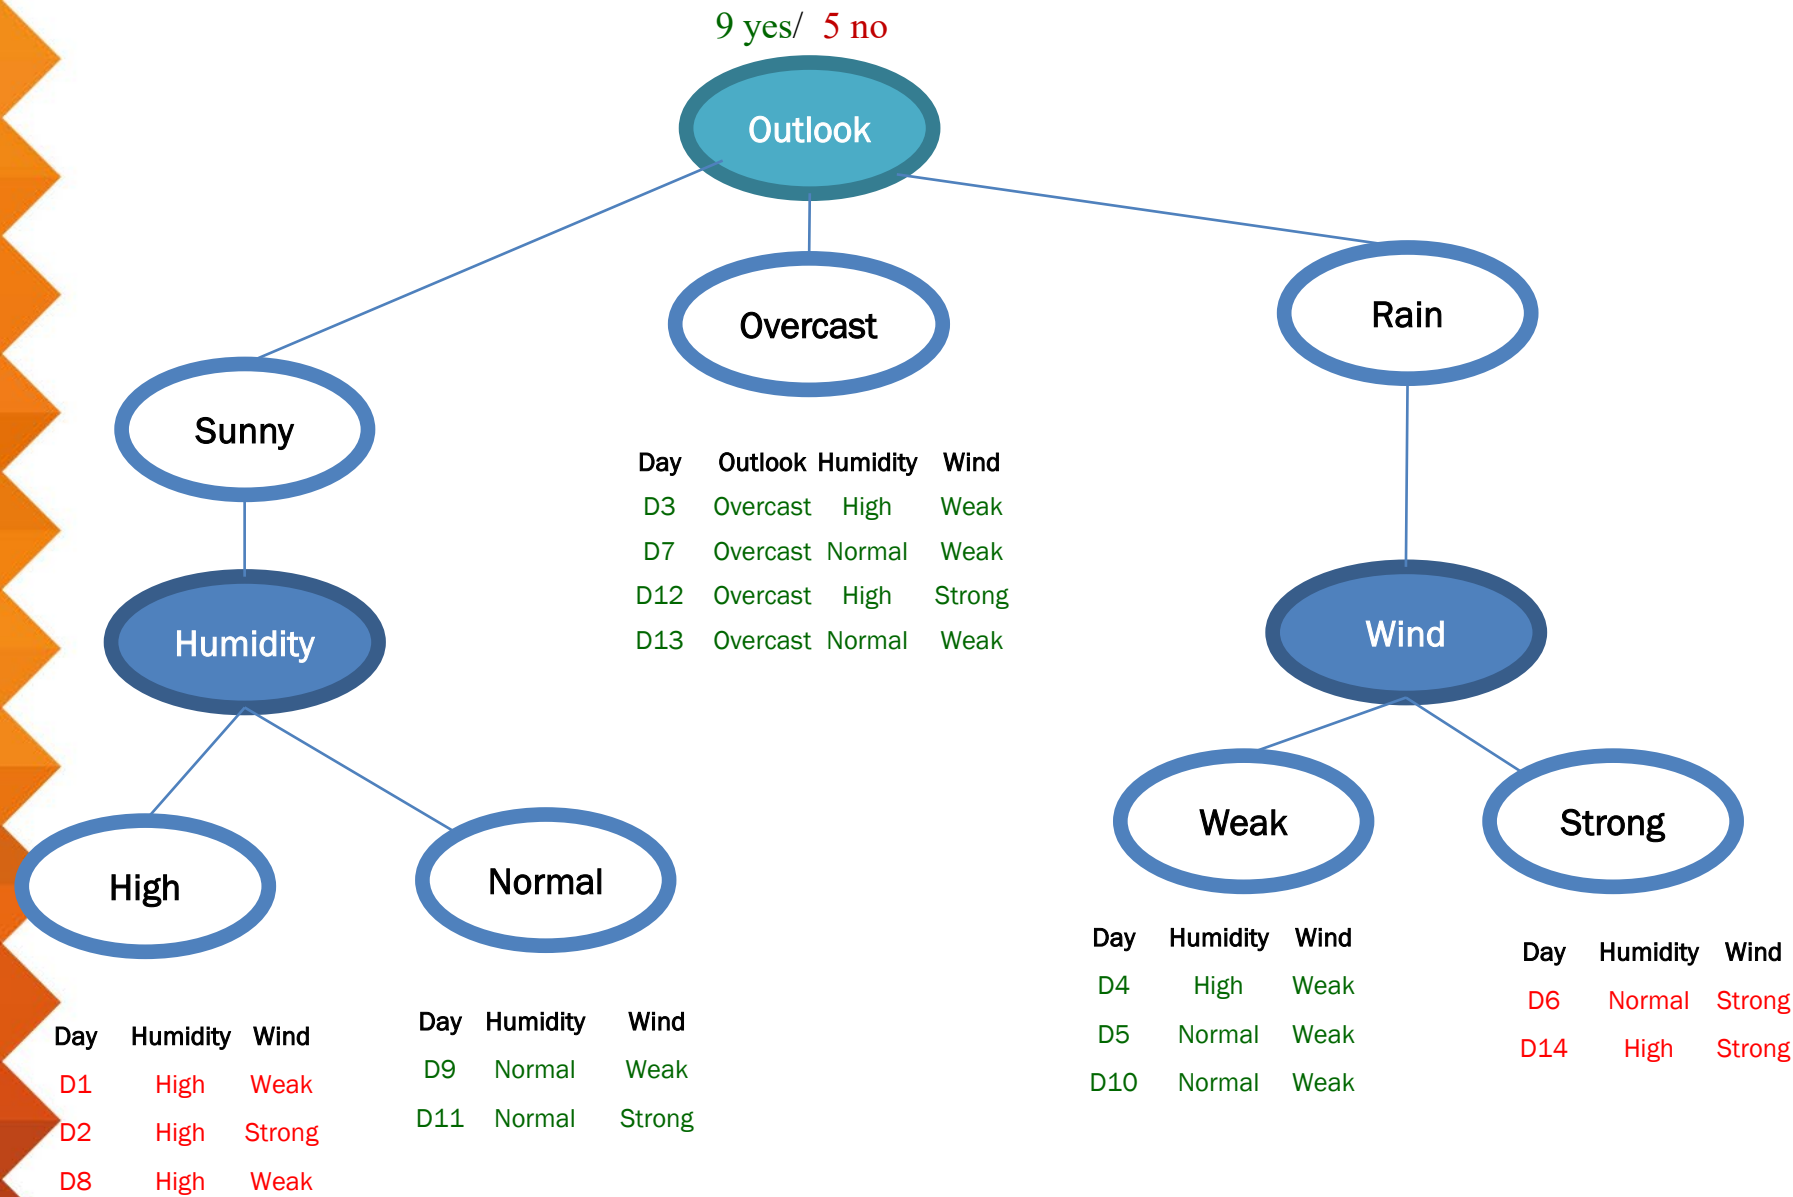 9 yes/ 5 no
Outlook
Overcast
Rain
Sunny
Day Outlook Humidity Wind
D3 Overcast High Weak
D7 Overcast Normal Weak
D12 Overcast High Strong
D13 Overcast Normal Weak
Humidity
Wind
High
Normal
Weak
Strong
Day Humidity Wind
D1 High Weak
D2 High Strong
D8 High Weak
Day Humidity Wind
D9 Normal Weak
D11 Normal Strong
Day Humidity Wind
D4 High Weak
D5 Normal Weak
D10 Normal Weak
Day Humidity Wind
D6 Normal Strong
D14 High Strong